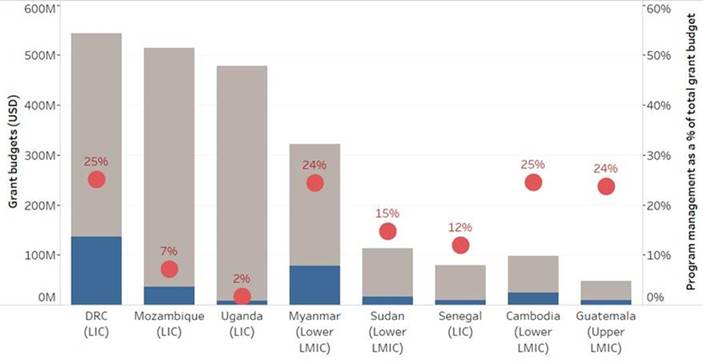 600M
500M
400M
300M
200M
100M
0M
Grant budgets (USD)
25%
7%
2%
24%
15%
12%
25%
24%
60%
50%
40%
30%
20%
10%
0%
Program management as a % of total grant budget
DRC
(LIC)
Mozambique
(LIC)
Uganda
(LIC)
Myanmar
(Lower
LMIC)
Sudan
(Lower
LMIC)
Senegal
(LIC)
Cambodia
(Lower
LMIC)
Guatemala
(Upper
LMIC)